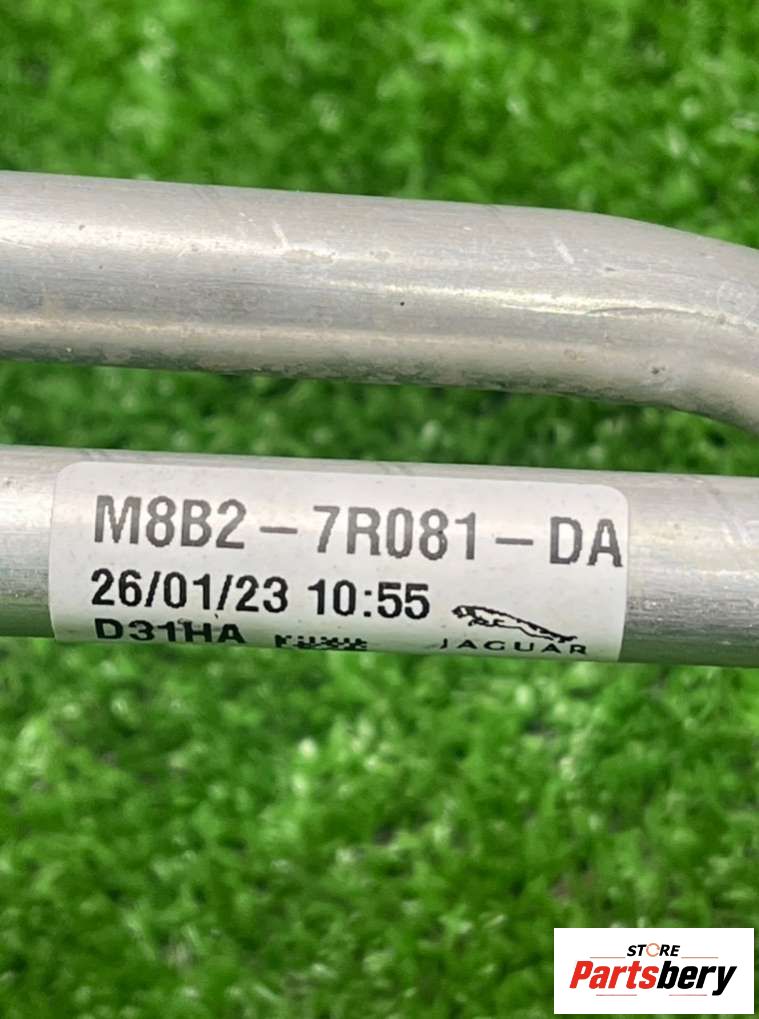 M8B2-7R081-DA
26/01/23 10:55
D31HA
JAGUAR
STORE
Partsbery